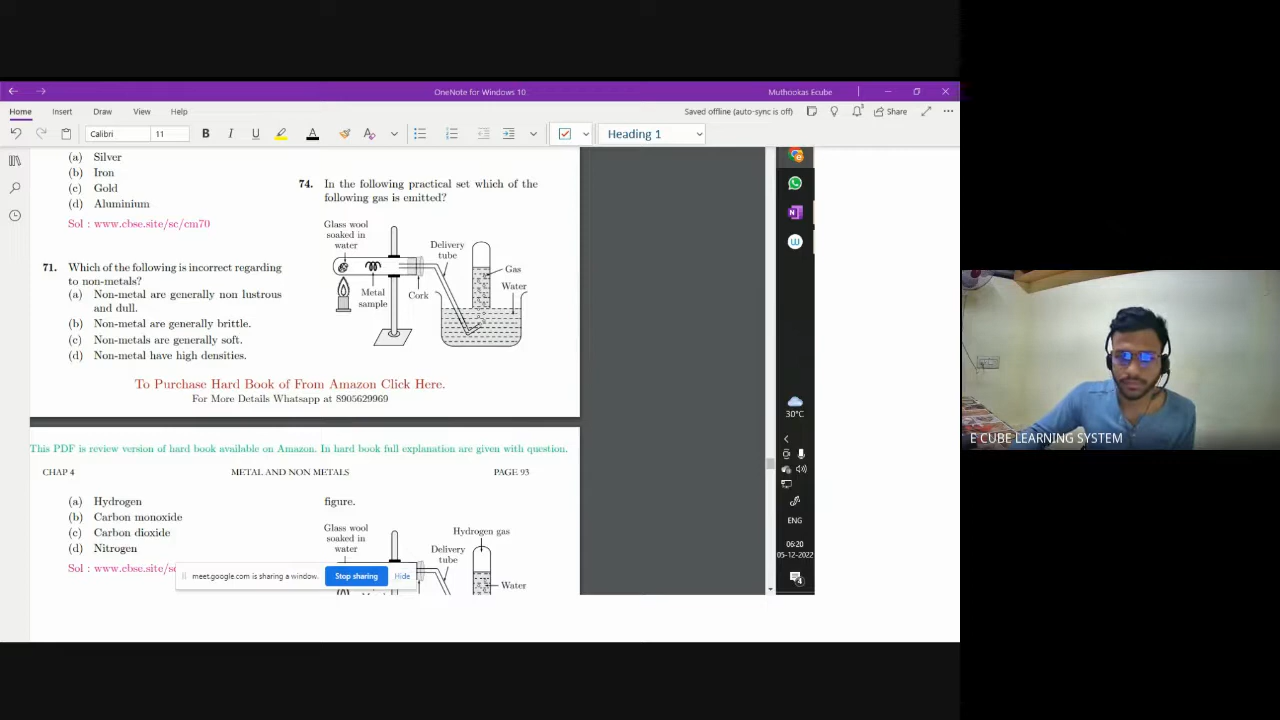 OneNote for Windows 10
Muthookas Ecube
Home
Insert
Draw
View
Help
Saved offline (auto-sync is off)
Share
Calibri
11
B
I
U
A
Heading 1
(a) Silver
(b) Iron
(c) Gold
(d) Aluminium
Sol : www.cbse.site/sc/cm70
71. Which of the following is incorrect regarding
to non-metals?
(a) Non-metal are generally non lustrous
and dull.
(b) Non-metal are generally brittle.
(c) Non-metals are generally soft.
(d) Non-metal have high densities.
74. In the following practical set which of the
following gas is emitted?
Glass wool
soaked in
water
Delivery
tube
Gas
Water
Metal
sample
Cork
To Purchase Hard Book of From Amazon Click Here.
For More Details Whatsapp at 8905629969
This PDF is review version of hard book available on Amazon. In hard book full explanation are given with question.
CHAP 4
METAL AND NON METALS
PAGE 93
(a) Hydrogen
(b) Carbon monoxide
(c) Carbon dioxide
(d) Nitrogen
figure.
Glass wool
soaked in
water
Hydrogen gas
Delivery
tube
Water
meet.google.com is sharing a window.
Stop sharing
Hide
30°C
ENG
06:20
05-12-2022
4
E CUBE LEARNING SYSTEM